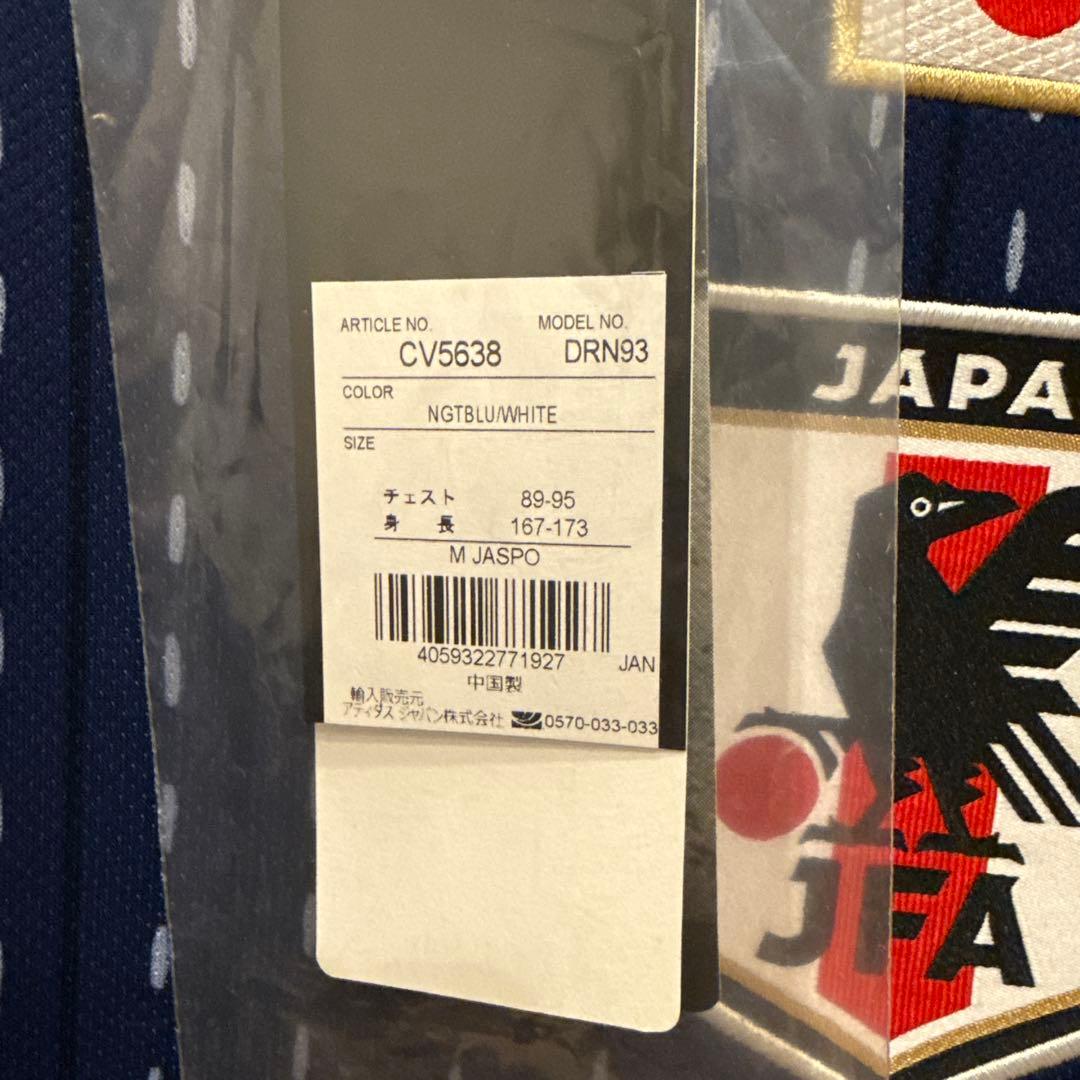 ARTICLE NO. MODEL NO.
CV5638 DRN93
COLOR
NGTBLU/WHITE
SIZE
チェスト 89-95
身 長 167-173
M JASPO
4059322771927 JAN
中国製
輸入販売元
アディダス ジャパン株式会社 0570-033-033
JAPA
JFA